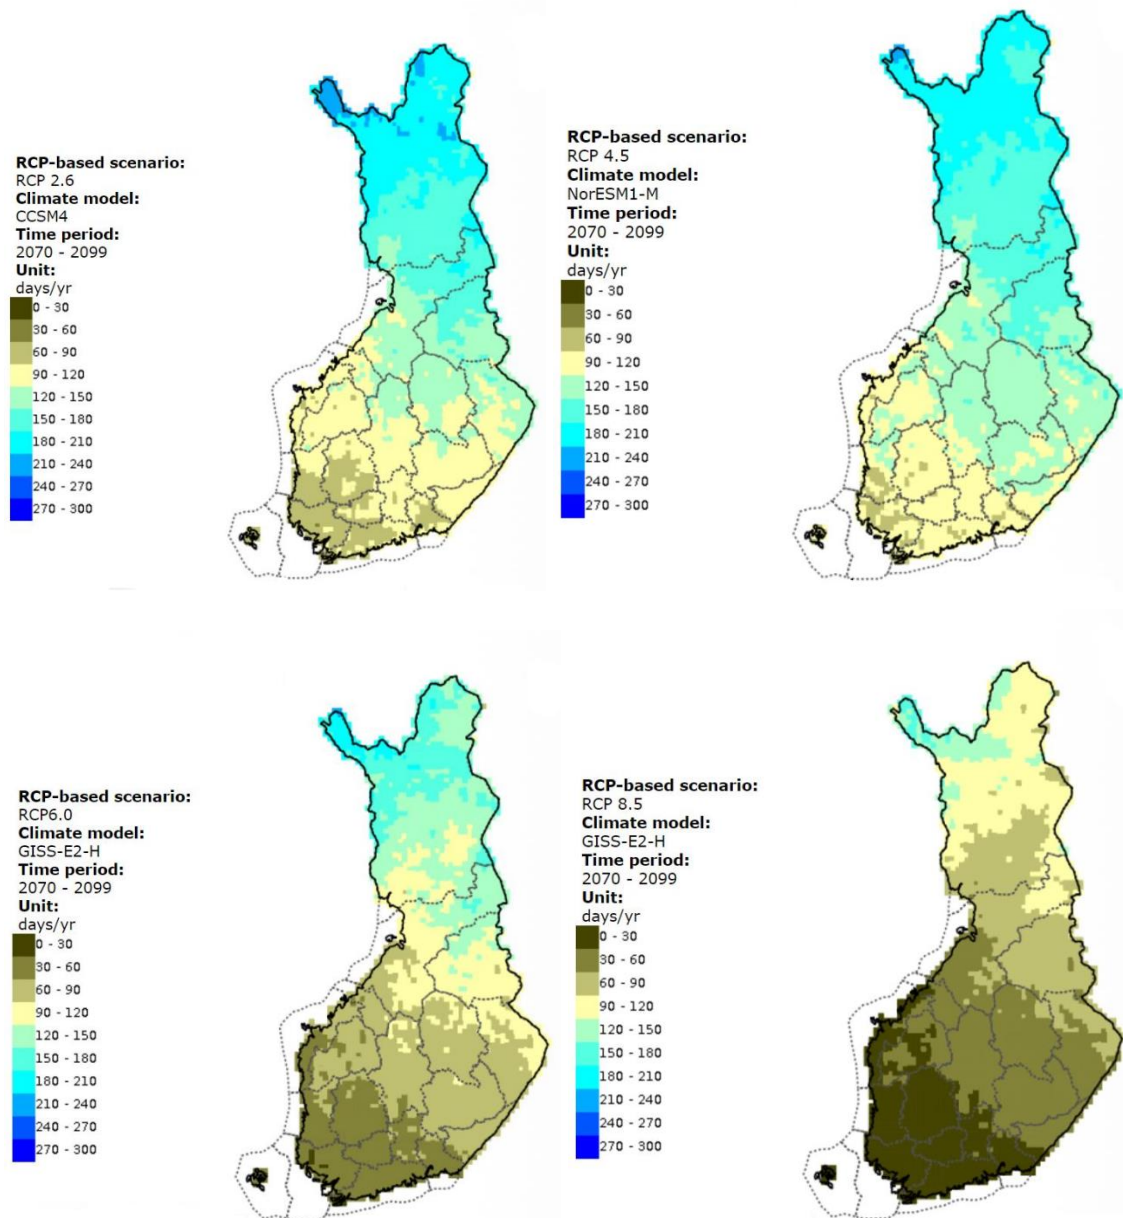 RCP-based scenario:
RCP 2.6
Climate model:
CCSM4
Time period:
2070 - 2099
Unit:
days/yr
0 - 30
30 - 60
60 - 90
90 - 120
120 - 150
150 - 180
180 - 210
210 - 240
240 - 270
270 - 300
RCP-based scenario:
RCP 4.5
Climate model:
NorESM1-M
Time period:
2070 - 2099
Unit:
days/yr
0 - 30
30 - 60
60 - 90
90 - 120
120 - 150
150 - 180
180 - 210
210 - 240
240 - 270
270 - 300
RCP-based scenario:
RCP6.0
Climate model:
GISS-E2-H
Time period:
2070 - 2099
Unit:
days/yr
0 - 30
30 - 60
60 - 90
90 - 120
120 - 150
150 - 180
180 - 210
210 - 240
240 - 270
270 - 300
RCP-based scenario:
RCP 8.5
Climate model:
GISS-E2-H
Time period:
2070 - 2099
Unit:
days/yr
0 - 30
30 - 60
60 - 90
90 - 120
120 - 150
150 - 180
180 - 210
210 - 240
240 - 270
270 - 300